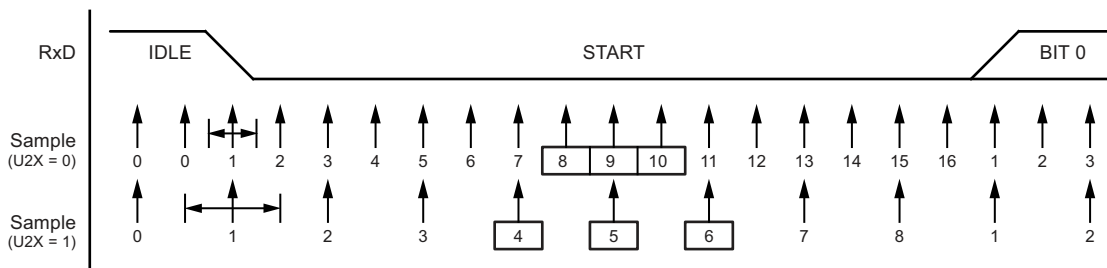 RxD IDLE START BIT 0
Sample
(U2X = 0)
0 0 1 2 3 4 5 6 7 8 9 10 11 12 13 14 15 16 1 2 3
Sample
(U2X = 1)
0 1 2 3 4 5 6 7 8 1 2